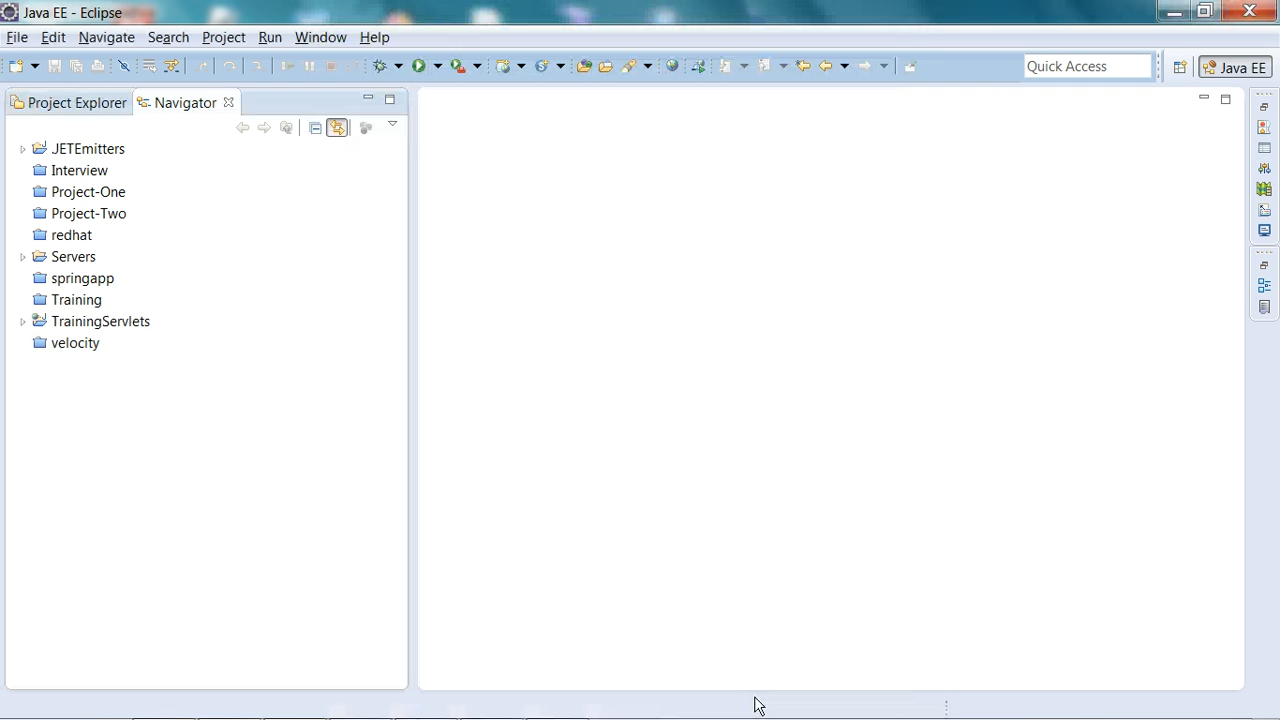 Java EE - Eclipse
File Edit Navigate Search Project Run Window Help
Quick Access
Java EE
Project Explorer
Navigator
JETEmitters
Interview
Project-One
Project-Two
redhat
Servers
springapp
Training
TrainingServlets
velocity